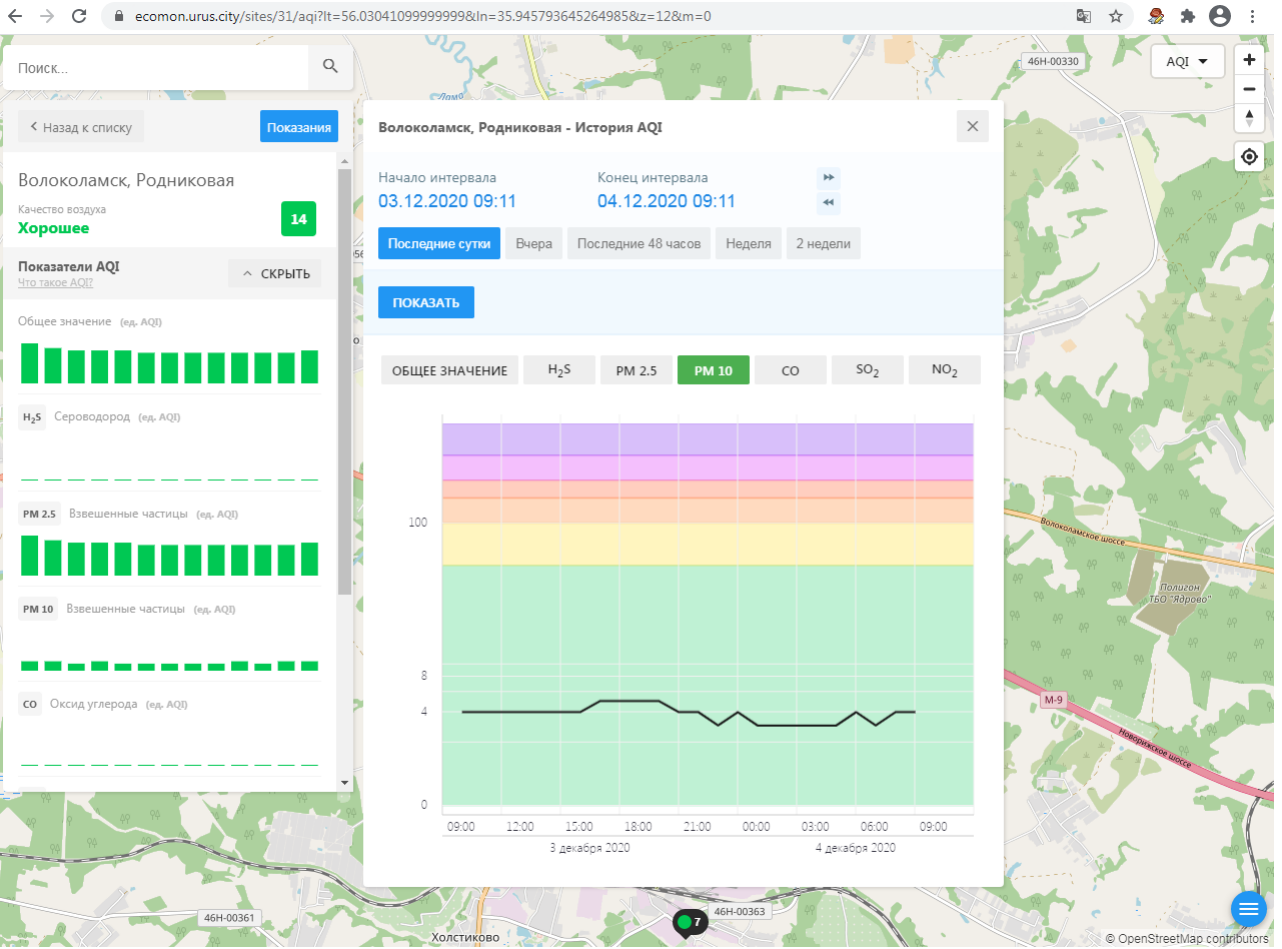 ecomon.urus.city/sites/31/aqi?lt=56.03041099999999&ln=35.945793645264985&z=12&m=0
Поиск...
46Н-00330
AQI
Назад к списку
Показания
Волоколамск, Родниковая
Качество воздуха
Хорошее
14
Показатели AQI
Что такое AQI?
СКРЫТЬ
Общее значение (ед. AQI)
H2S Сероводород (ед. AQI)
PM 2.5 Взвешенные частицы (ед. AQI)
PM 10 Взвешенные частицы (ед. AQI)
CO Оксид углерода (ед. AQI)
Волоколамск, Родниковая - История AQI
Начало интервала
Конец интервала
03.12.2020 09:11
04.12.2020 09:11
Последние сутки
Вчера
Последние 48 часов
Неделя
2 недели
ПОКАЗАТЬ
ОБЩЕЕ ЗНАЧЕНИЕ
H2S
PM 2.5
PM 10
CO
SO2
NO2
100
8
4
0
09:00 12:00 15:00 18:00 21:00 00:00 03:00 06:00 09:00
3 декабря 2020
4 декабря 2020
Волоколамское шоссе
Полигон
ТБО "Ядрово"
М-9
Новорижское шоссе
46Н-00361
46Н-00363
7
Холстиково
© OpenStreetMap contributors